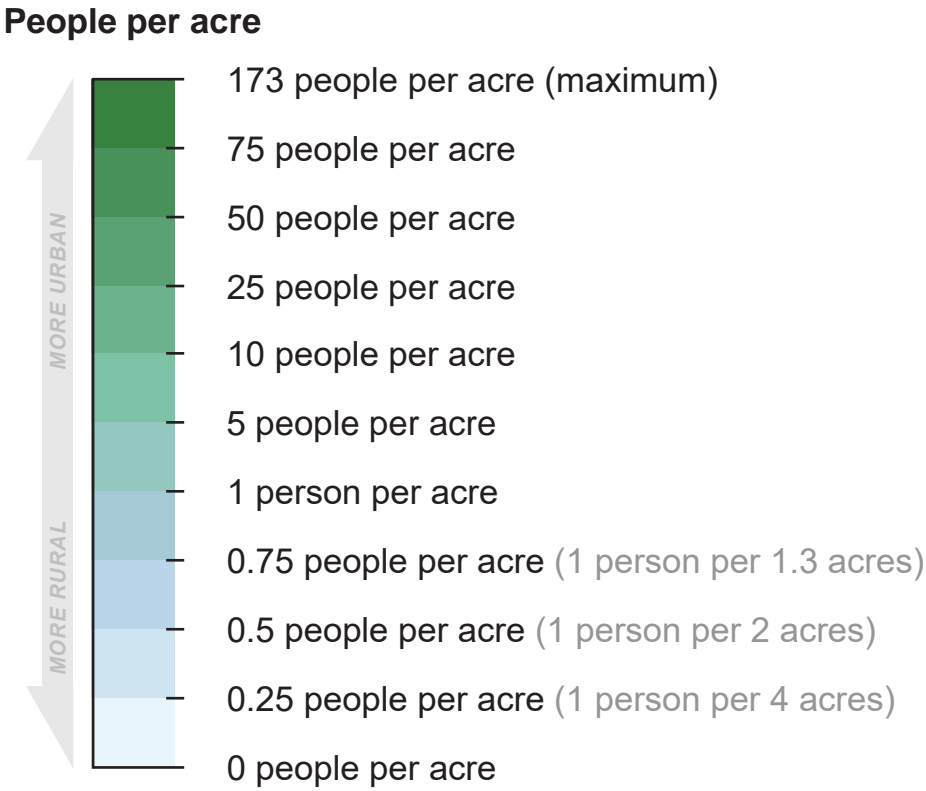 People per acre
173 people per acre (maximum)
75 people per acre
50 people per acre
25 people per acre
10 people per acre
5 people per acre
1 person per acre
0.75 people per acre (1 person per 1.3 acres)
0.5 people per acre (1 person per 2 acres)
0.25 people per acre (1 person per 4 acres)
0 people per acre
MORE URBAN
MORE RURAL